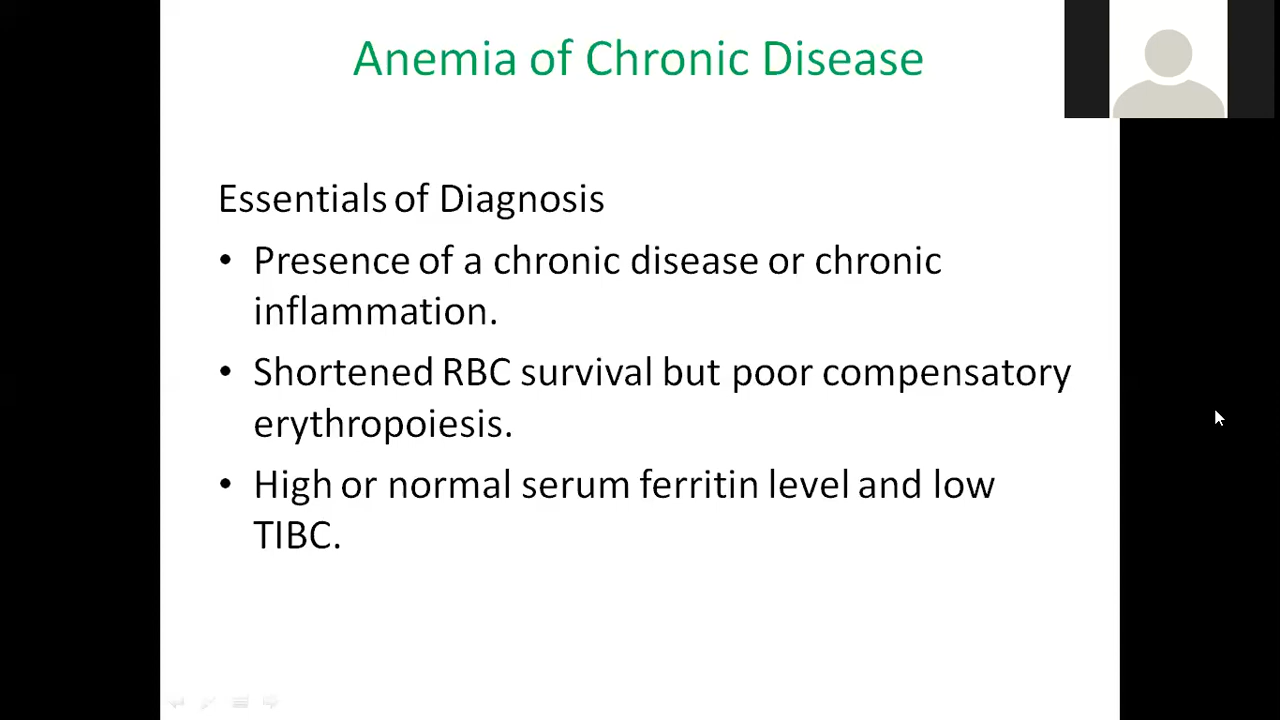 Anemia of Chronic Disease
Essentials of Diagnosis
• Presence of a chronic disease or chronic
inflammation.
• Shortened RBC survival but poor compensatory
erythropoiesis.
• High or normal serum ferritin level and low
TIBC.